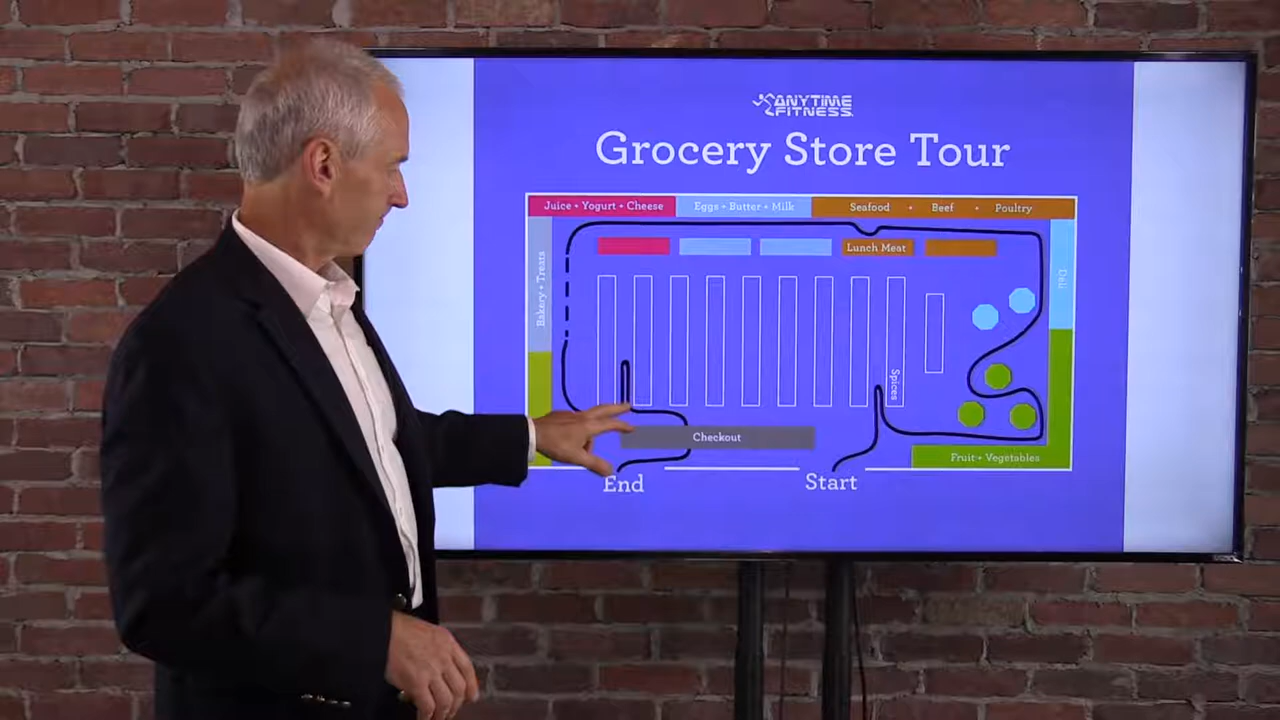 ANYTIME
FITNESS
Grocery Store Tour
Juice + Yogurt + Cheese
Eggs + Butter + Milk
Seafood • Beef • Poultry
Lunch Meat
Bakery + Treats
Deli
Spices
Checkout
Fruit + Vegetables
End
Start